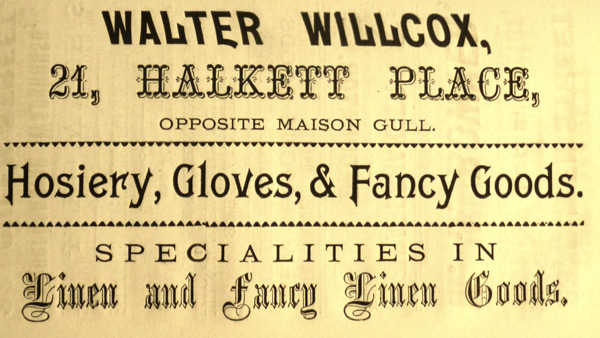 WALTER WILLCOX,
21, HALKETT PLACE,
OPPOSITE MAISON GULL.
Hosiery, Gloves, & Fancy Goods.
SPECIALITIES IN
Linen and Fancy Linen Goods.